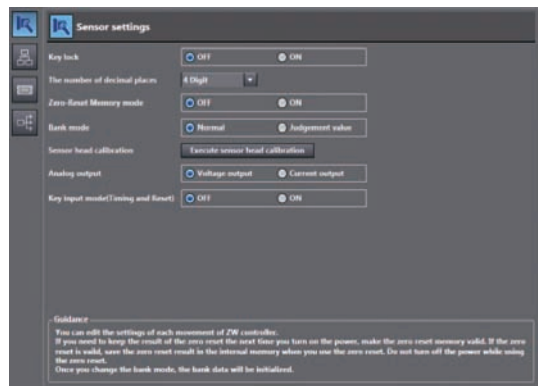 Sensor settings
Key lock OFF ON
The number of decimal places 4 Digit
Zero-Reset Memory mode OFF ON
Bank mode Normal Judgement value
Sensor head calibration Execute sensor head calibration
Analog output Voltage output Current output
Key input mode(Timing and Reset) OFF ON
Guidance
You can edit the settings of each movement of ZW controller.
If you need to keep the result of the zero reset the next time you turn on the power, make the zero reset memory valid. If the zero
reset is valid, save the zero reset result in the internal memory when you use the zero reset. Do not turn off the power while using
the zero reset.
Once you change the bank mode, the bank data will be initialized.